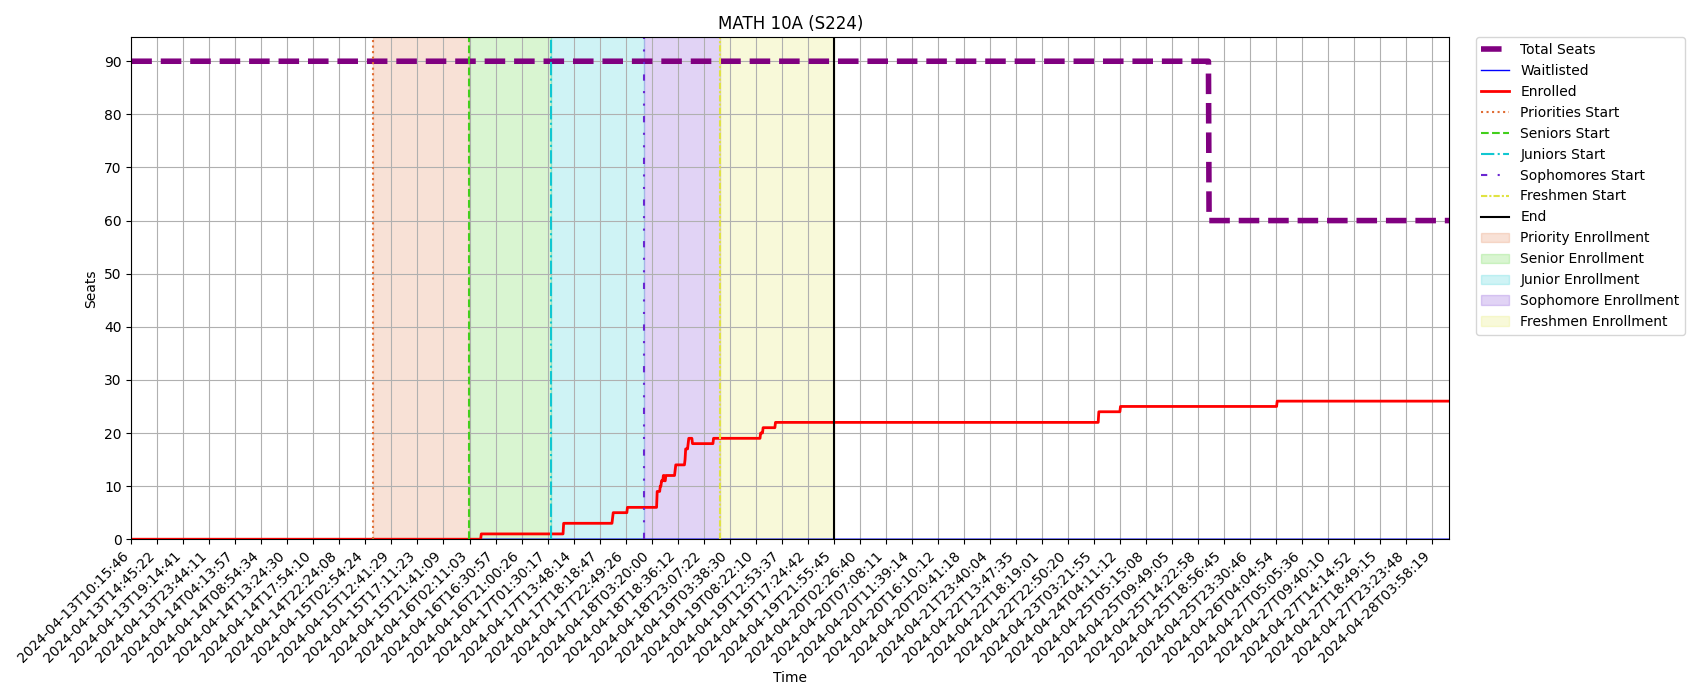 MATH 10A (S224)
Seats
90
80
70
60
50
40
30
20
10
0
2024-04-13T10:15:46
2024-04-13T14:45:22
2024-04-13T19:14:41
2024-04-13T23:44:11
2024-04-14T04:13:57
2024-04-14T08:54:34
2024-04-14T13:24:30
2024-04-14T17:54:10
2024-04-14T22:24:08
2024-04-15T02:54:24
2024-04-15T12:41:29
2024-04-15T17:11:23
2024-04-15T21:41:09
2024-04-16T02:11:03
2024-04-16T16:30:57
2024-04-16T21:00:26
2024-04-17T01:30:17
2024-04-17T13:48:14
2024-04-17T18:18:47
2024-04-17T22:49:26
2024-04-18T03:20:00
2024-04-18T18:36:12
2024-04-18T23:07:22
2024-04-19T03:38:30
2024-04-19T08:22:10
2024-04-19T12:53:37
2024-04-19T17:24:42
2024-04-19T21:55:45
2024-04-20T02:26:40
2024-04-20T07:08:11
2024-04-20T11:39:14
2024-04-20T16:10:12
2024-04-20T20:41:18
2024-04-21T23:40:04
2024-04-22T13:47:35
2024-04-22T18:19:01
2024-04-22T22:50:20
2024-04-23T03:21:55
2024-04-24T04:11:12
2024-04-25T05:15:08
2024-04-25T09:49:05
2024-04-25T14:22:58
2024-04-25T18:56:45
2024-04-25T23:30:46
2024-04-26T04:04:54
2024-04-27T05:05:36
2024-04-27T09:40:10
2024-04-27T14:14:52
2024-04-27T18:49:15
2024-04-27T23:23:48
2024-04-28T03:58:19
Time
Total Seats
Waitlisted
Enrolled
Priorities Start
Seniors Start
Juniors Start
Sophomores Start
Freshmen Start
End
Priority Enrollment
Senior Enrollment
Junior Enrollment
Sophomore Enrollment
Freshmen Enrollment